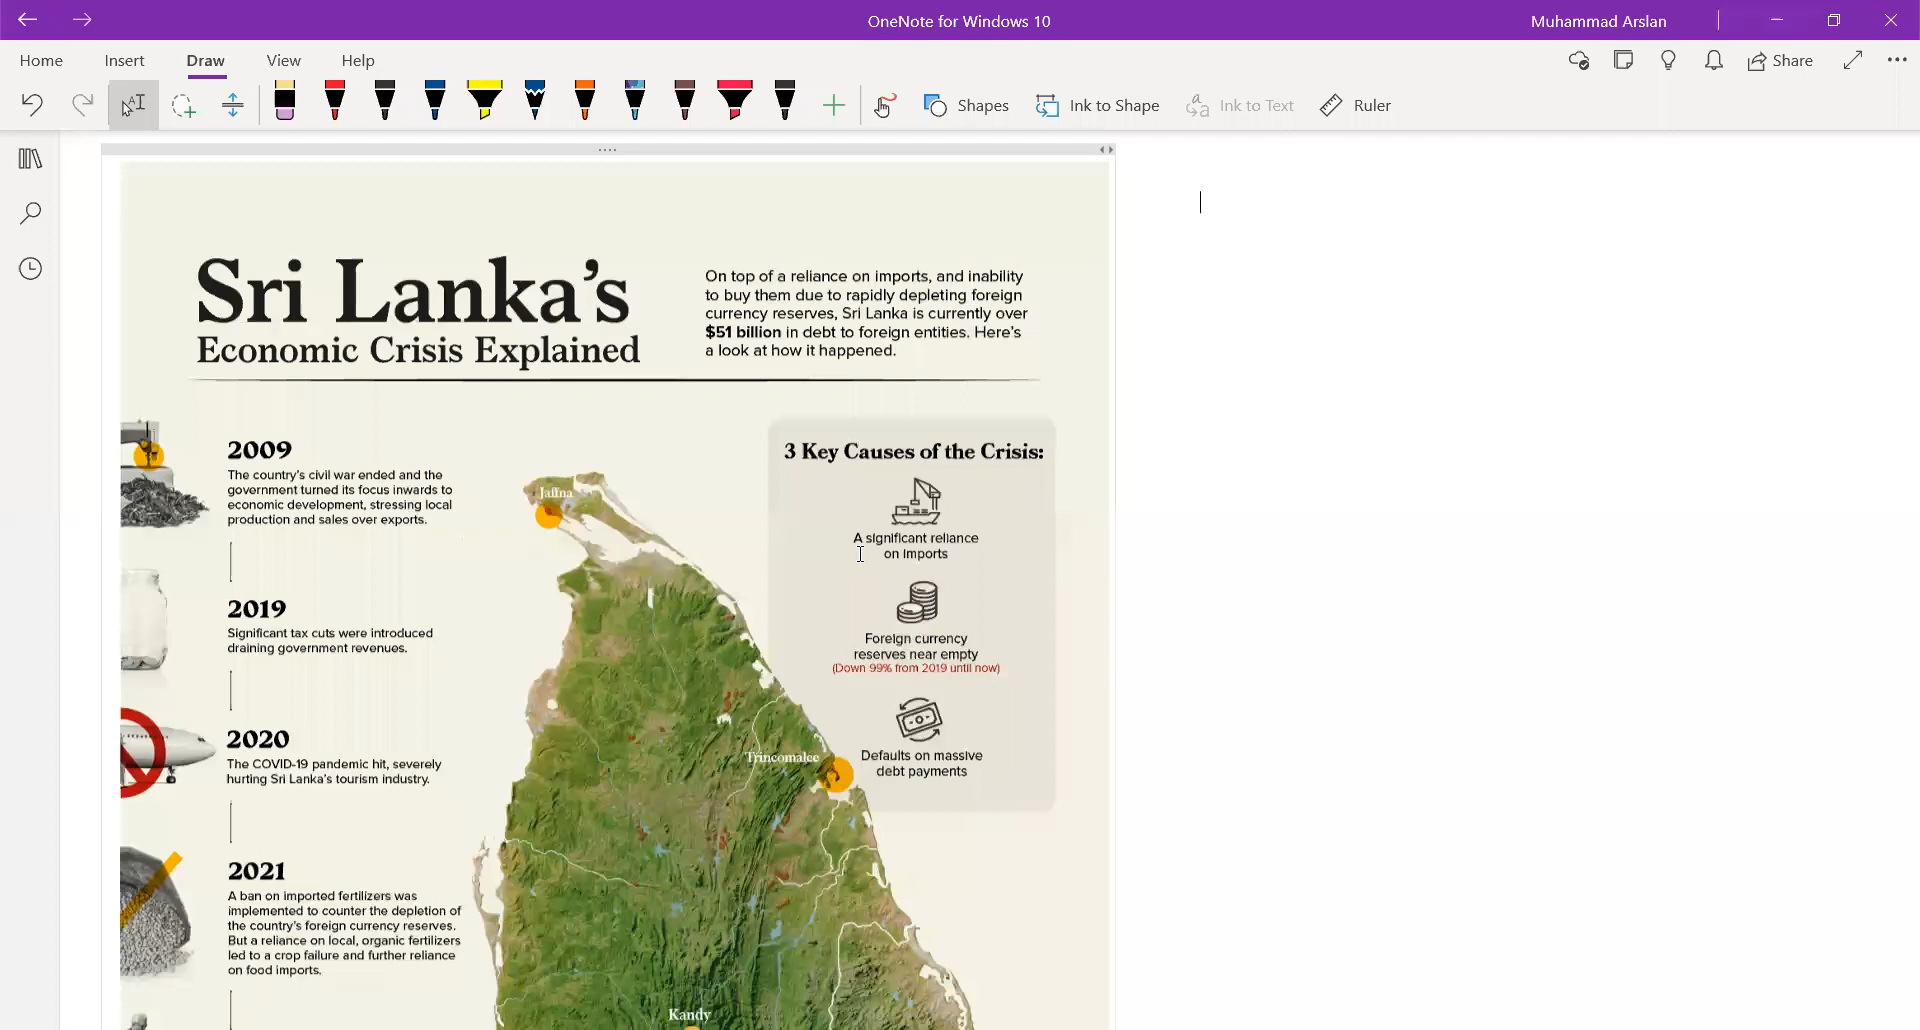 OneNote for Windows 10
Muhammad Arslan
Home
Insert
Draw
View
Help
Share
Shapes
Ink to Shape
Ink to Text
Ruler
Sri Lanka's
Economic Crisis Explained
On top of a reliance on imports, and inability
to buy them due to rapidly depleting foreign
currency reserves, Sri Lanka is currently over
$51 billion in debt to foreign entities. Here's
a look at how it happened.
2009
The country's civil war ended and the
government turned its focus inwards to
economic development, stressing local
production and sales over exports.
2019
Significant tax cuts were introduced
draining government revenues.
2020
The COVID-19 pandemic hit, severely
hurting Sri Lanka's tourism industry.
2021
A ban on imported fertilizers was
implemented to counter the depletion of
the country's foreign currency reserves.
But a reliance on local, organic fertilizers
led to a crop failure and further reliance
on food imports.
Jaffna
Trincomalee
Kandy
3 Key Causes of the Crisis:
A significant reliance
on imports
Foreign currency
reserves near empty
(Down 99% from 2019 until now)
Defaults on massive
debt payments